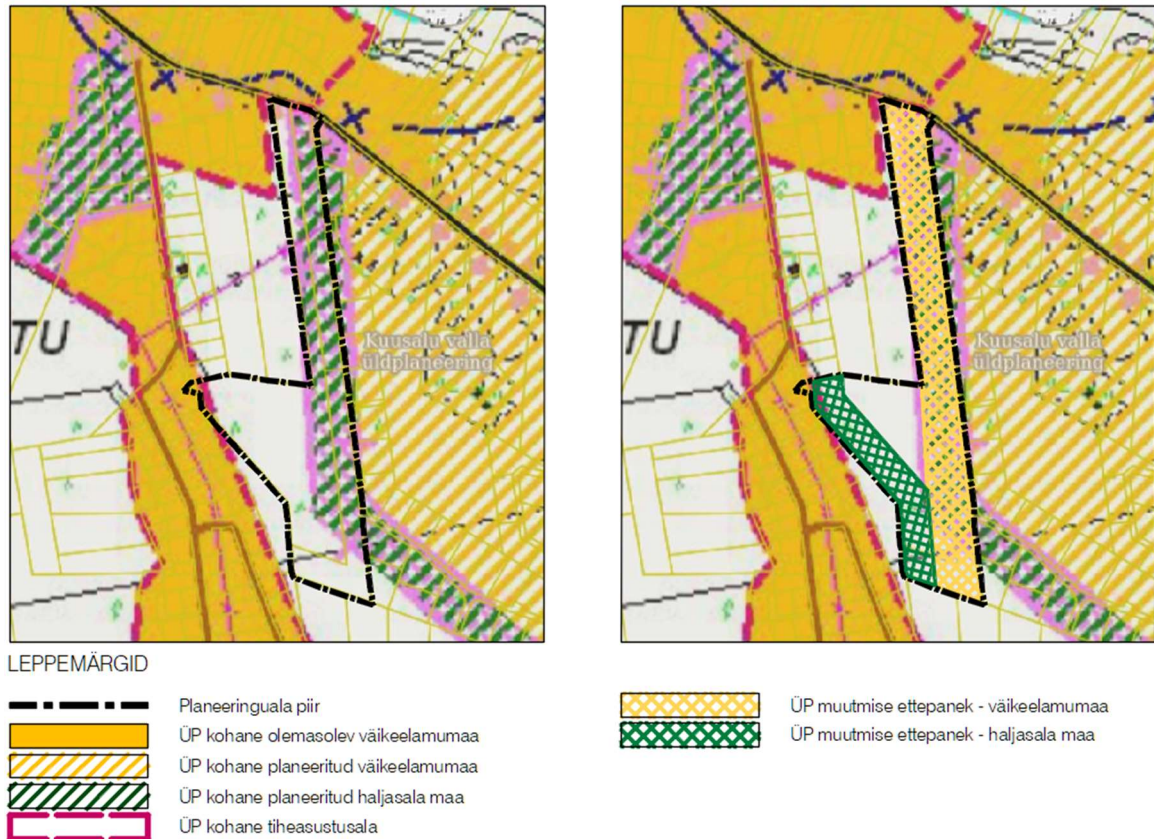 TU
Kuusalu valla
üldplaneering
TU
Kuusalu valla
üldplaneering
LEPPEMÄRGID
Planeeringuala piir
ÜP kohane olemasolev väikeelamumaa
ÜP kohane planeeritud väikeelamumaa
ÜP kohane planeeritud haljasala maa
ÜP kohane tiheasustusala
ÜP muutmise ettepanek - väikeelamumaa
ÜP muutmise ettepanek - haljasala maa